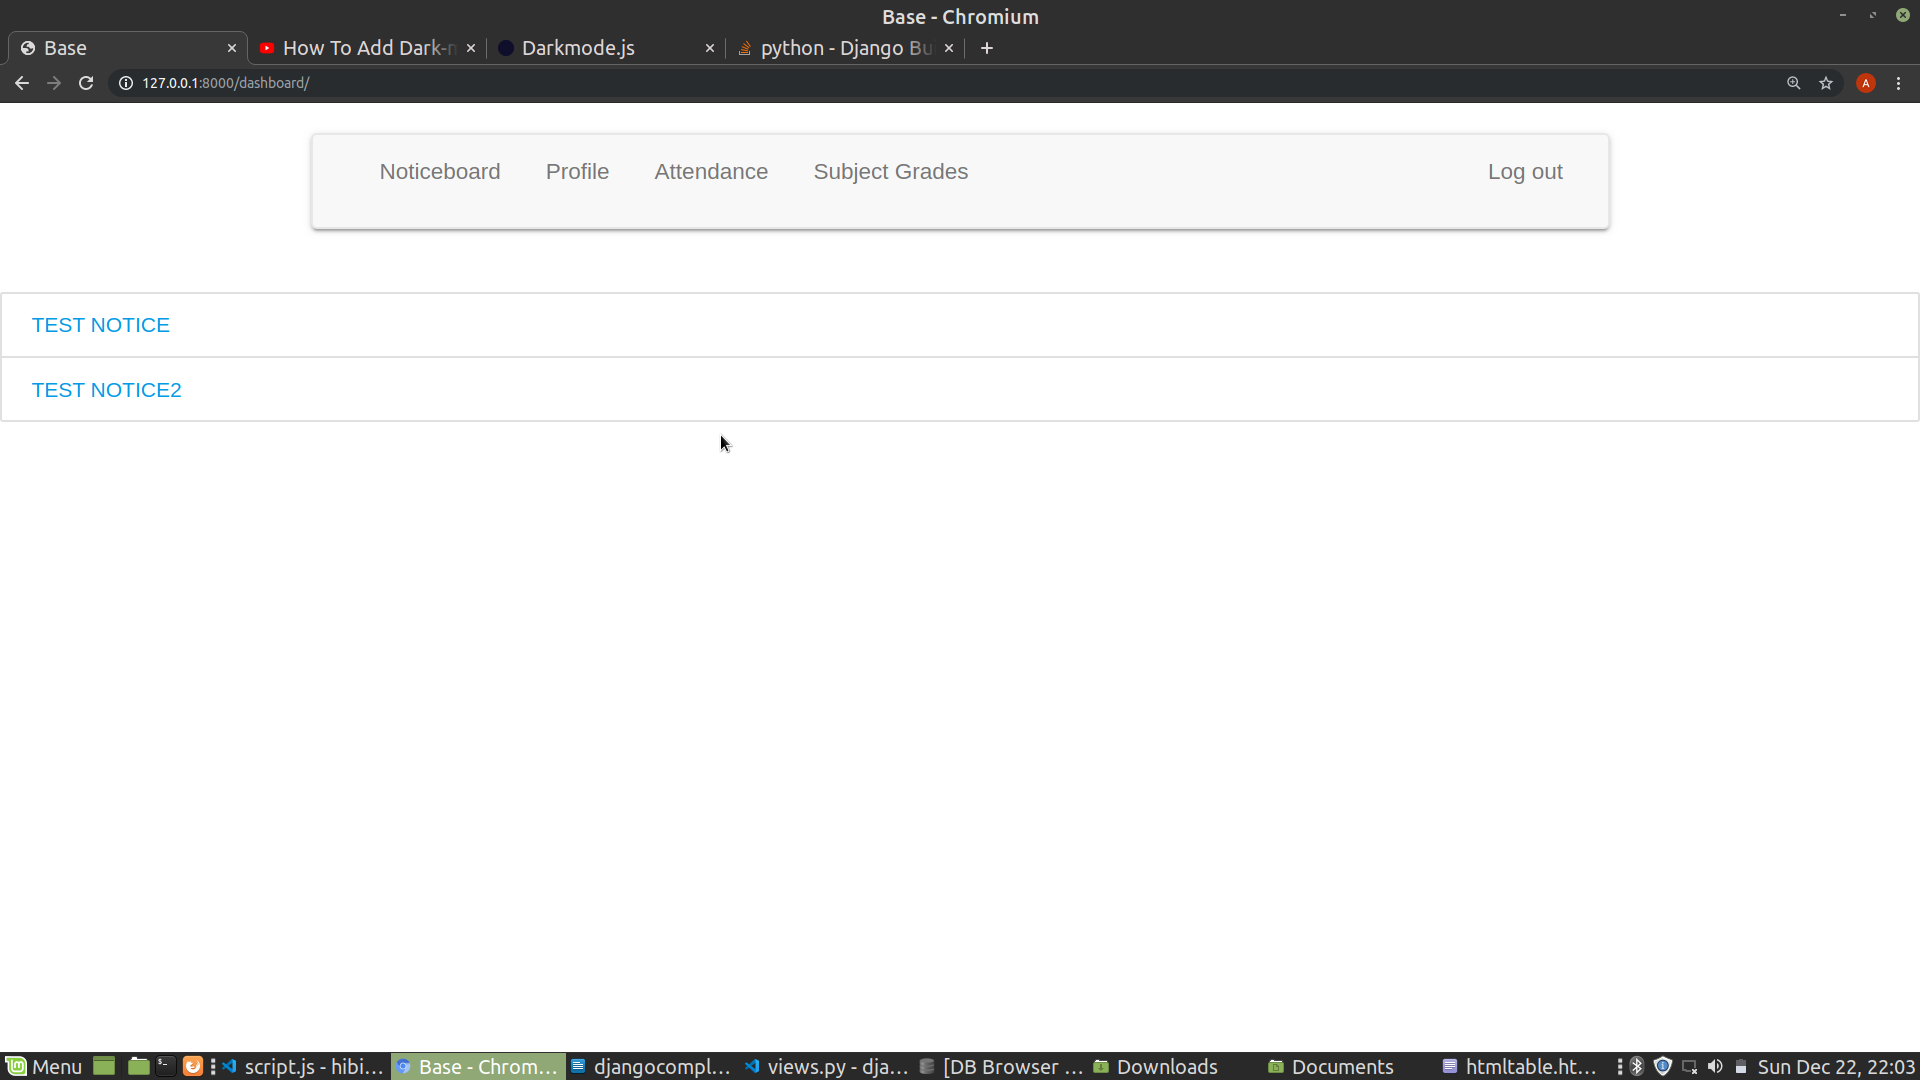 Base - Chromium
Base
How To Add Dark-
Darkmode.js
python - Django Bu
127.0.0.1:8000/dashboard/
A
Noticeboard
Profile
Attendance
Subject Grades
Log out
TEST NOTICE
TEST NOTICE2
Menu
script.js - hibi...
Base - Chrom...
djangocompl...
views.py - dja...
[DB Browser ...
Downloads
Documents
htmltable.ht...
Sun Dec 22, 22:03